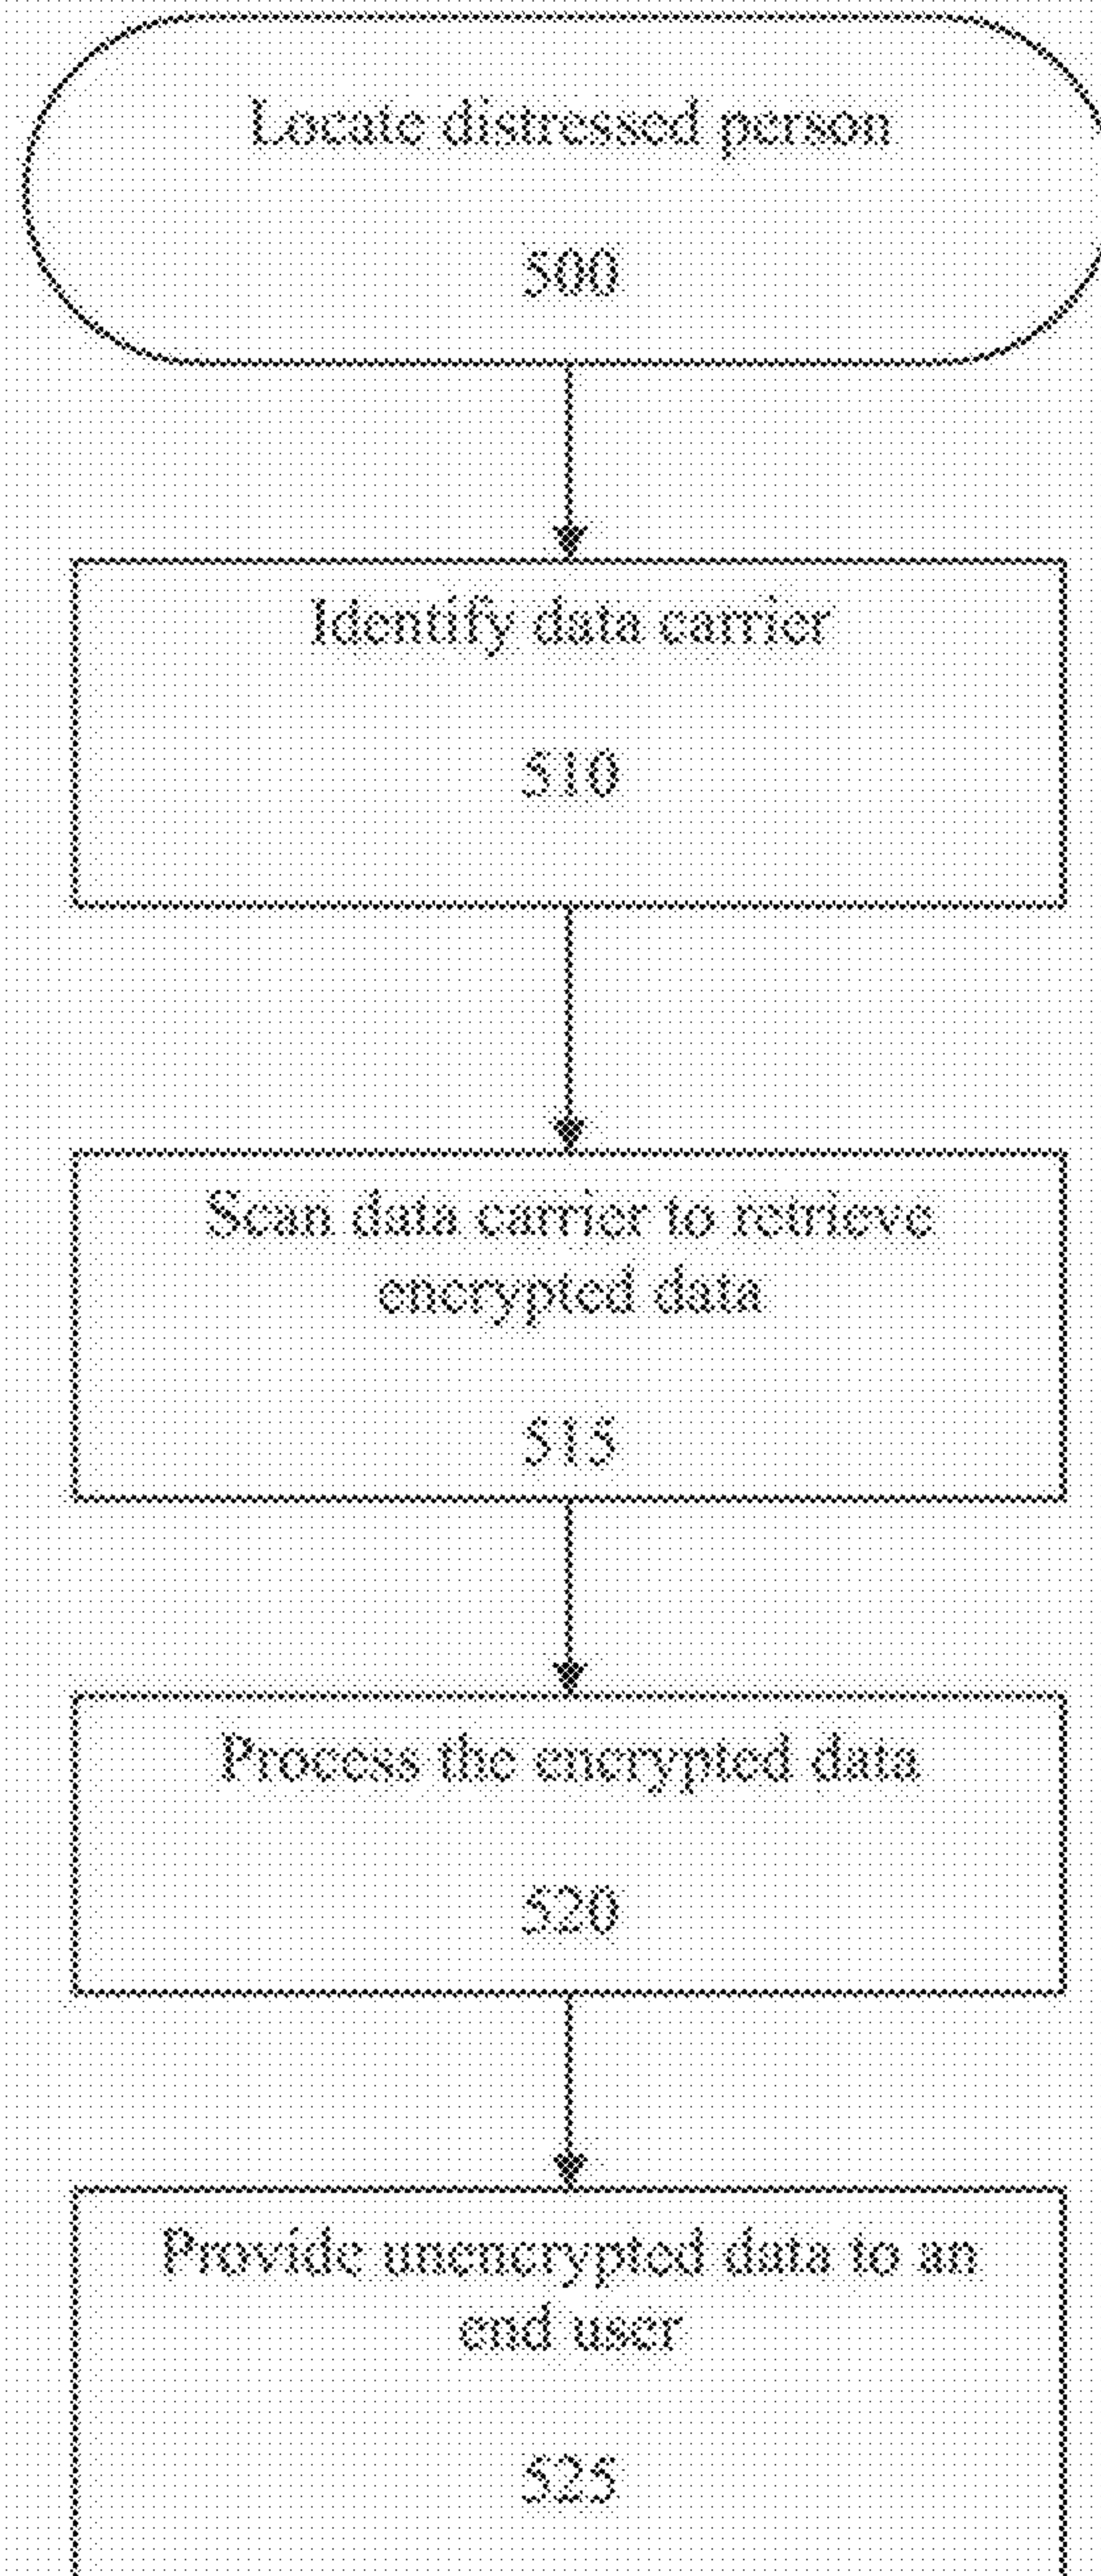 Locate distressed person
500
Identify data carrier
510
Scan data carrier to retrieve
encrypted data
515
Process the encrypted data
520
Provide unencrypted data to an
end user
525